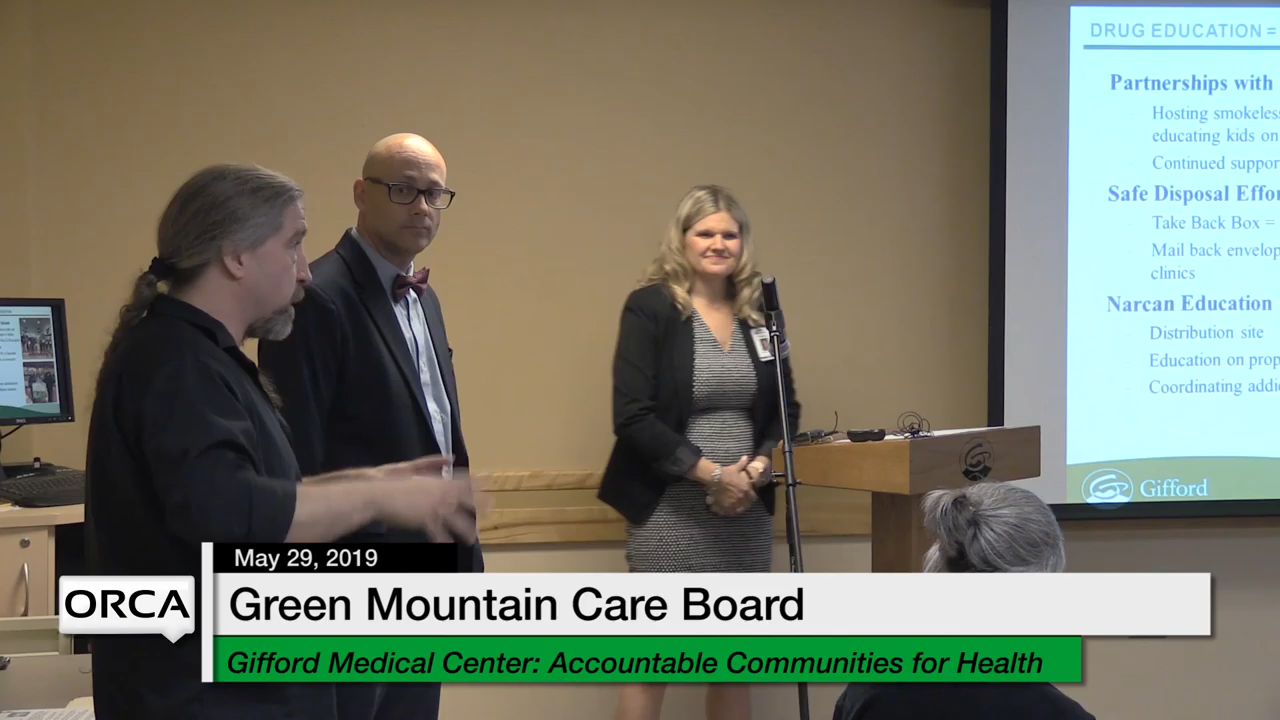 DRUG EDUCATION =
Partnerships with
Hosting smokeless
educating kids on
Continued suppor
Safe Disposal Effor
Take Back Box =
Mail back envelop
clinics
Narcan Education
Distribution site
Education on prop
Coordinating addi
Gifford
May 29, 2019
ORCA
Green Mountain Care Board
Gifford Medical Center: Accountable Communities for Health